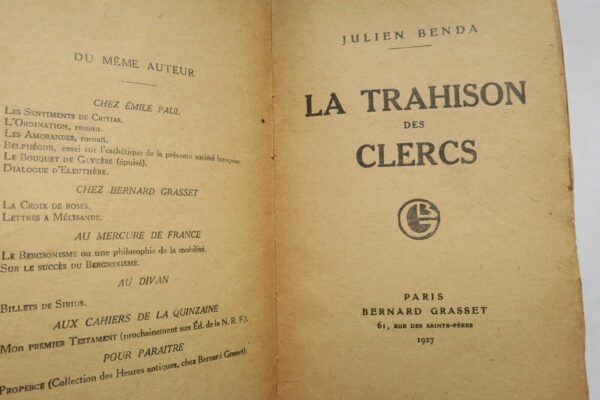 DU MÊME AUTEUR
CHEZ ÉMILE PAUL
LES SENTIMENTS DE CRITIAS.
L'ORDINATION, roman.
LES AMORANDES, roman.
BELPHÉGOR, essai sur l'esthétique de la présente société française.
LE BOUQUET DE GLYCÈRE (épuisé).
DIALOGUE D'ELEUTHÈRE.
CHEZ BERNARD GRASSET
LA CROIX DE ROSES.
LETTRES A MÉLISANDE.
AU MERCURE DE FRANCE
LE BERGSONISME ou une philosophie de la mobilité.
SUR LE SUCCÈS DU BERGSONISME.
AU DIVAN
BILLETS DE SIRIUS.
AUX CAHIERS DE LA QUINZAINE
MON PREMIER TESTAMENT (prochainement aux Éd. de la N. R. F.).
POUR PARAITRE
PROPERCE (Collection des Heures antiques, chez Bernard Grasset).
JULIEN BENDA
LA TRAHISON
DES
CLERCS
BG
PARIS
BERNARD GRASSET
61, RUE DES SAINTS-PÈRES
1927